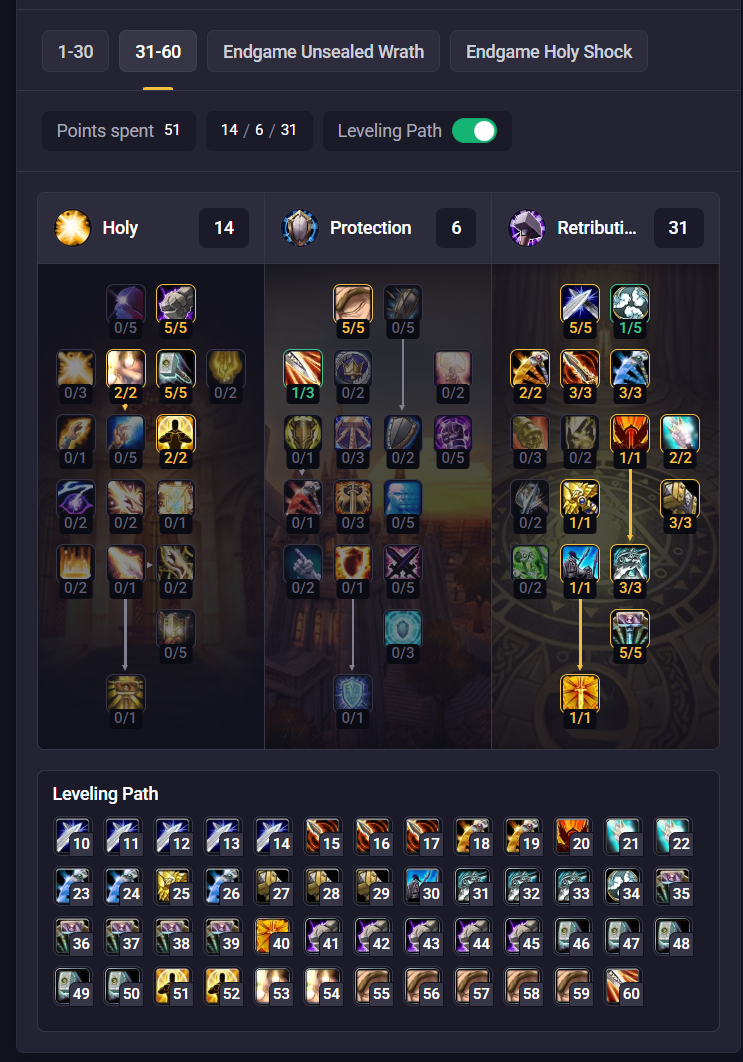 1-30 31-60 Endgame Unsealed Wrath Endgame Holy Shock
Points spent 51 14 / 6 / 31 Leveling Path
Holy 14 Protection 6 Retributi... 31
0/5 5/5 5/5 0/5 5/5 1/5
0/3 2/2 5/5 0/2 1/3 0/2 0/2 2/2 3/3 3/3
0/1 0/5 2/2 0/1 0/3 0/2 0/5 0/3 0/2 1/1 2/2
0/2 0/2 0/1 0/1 0/3 0/5 0/2 1/1 3/3
0/2 0/1 0/2 0/2 0/1 0/5 0/2 1/1 3/3
0/5 0/3 5/5
0/1 0/1 1/1
Leveling Path
10 11 12 13 14 15 16 17 18 19 20 21 22
23 24 25 26 27 28 29 30 31 32 33 34 35
36 37 38 39 40 41 42 43 44 45 46 47 48
49 50 51 52 53 54 55 56 57 58 59 60